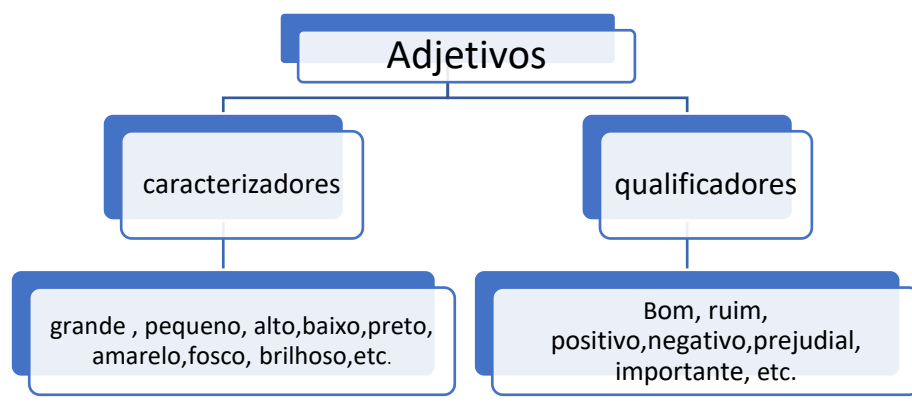 Adjetivos
caracterizadores
qualificadores
grande , pequeno, alto,baixo,preto,
amarelo,fosco, brilhoso,etc.
Bom, ruim,
positivo,negativo,prejudial,
importante, etc.